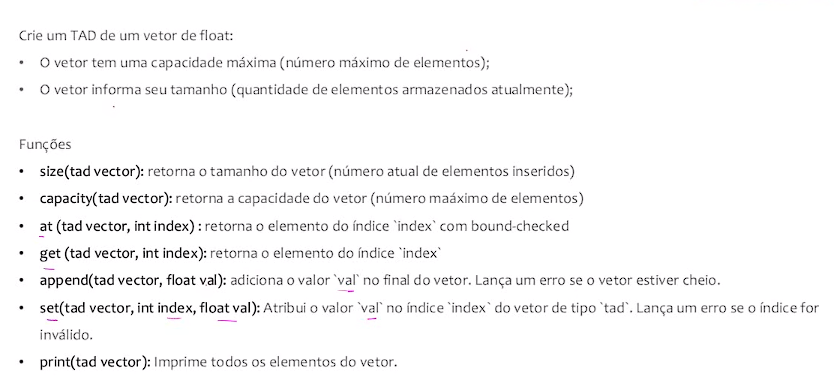 Crie um TAD de um vetor de float:
• O vetor tem uma capacidade máxima (número máximo de elementos);
• O vetor informa seu tamanho (quantidade de elementos armazenados atualmente);
Funções
• size(tad vector): retorna o tamanho do vetor (número atual de elementos inseridos)
• capacity(tad vector): retorna a capacidade do vetor (número maáximo de elementos)
• at (tad vector, int index) : retorna o elemento do índice `index` com bound-checked
• get (tad vector, int index): retorna o elemento do índice `index`
• append(tad vector, float val): adiciona o valor `val` no final do vetor. Lança um erro se o vetor estiver cheio.
• set(tad vector, int index, float val): Atribui o valor `val` no índice `index` do vetor de tipo `tad`. Lança um erro se o índice for
inválido.
• print(tad vector): Imprime todos os elementos do vetor.